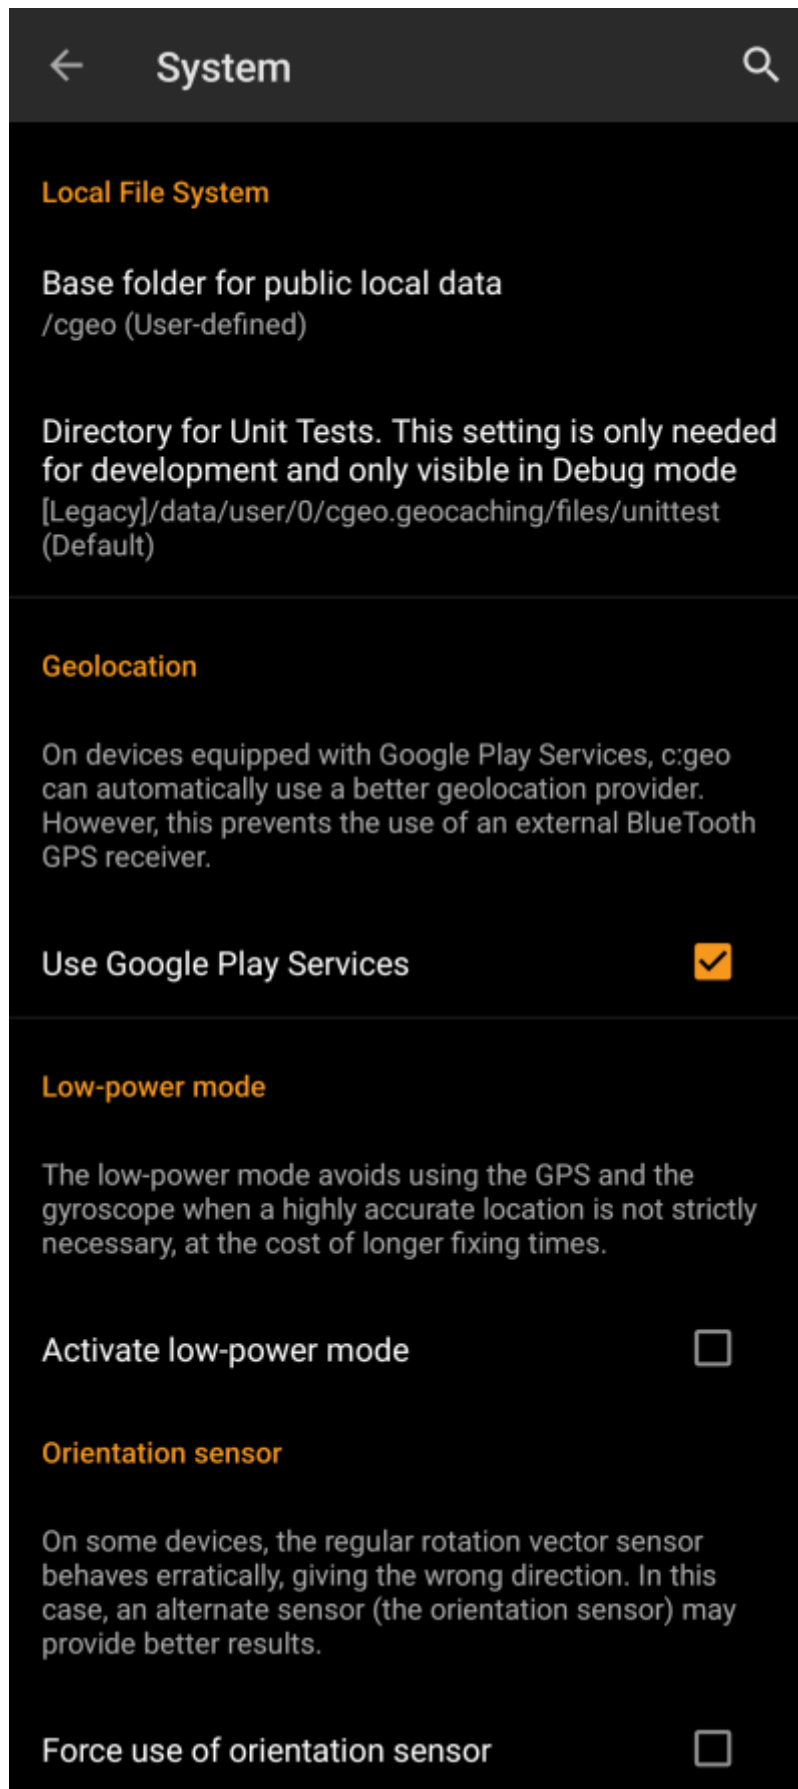 System
Local File System
Base folder for public local data
/cgeo (User-defined)
Directory for Unit Tests. This setting is only needed
for development and only visible in Debug mode
[Legacy]/data/user/0/cgeo.geocaching/files/unittest
(Default)
Geolocation
On devices equipped with Google Play Services, c:geo
can automatically use a better geolocation provider.
However, this prevents the use of an external BlueTooth
GPS receiver.
Use Google Play Services
Low-power mode
The low-power mode avoids using the GPS and the
gyroscope when a highly accurate location is not strictly
necessary, at the cost of longer fixing times.
Activate low-power mode
Orientation sensor
On some devices, the regular rotation vector sensor
behaves erratically, giving the wrong direction. In this
case, an alternate sensor (the orientation sensor) may
provide better results.
Force use of orientation sensor